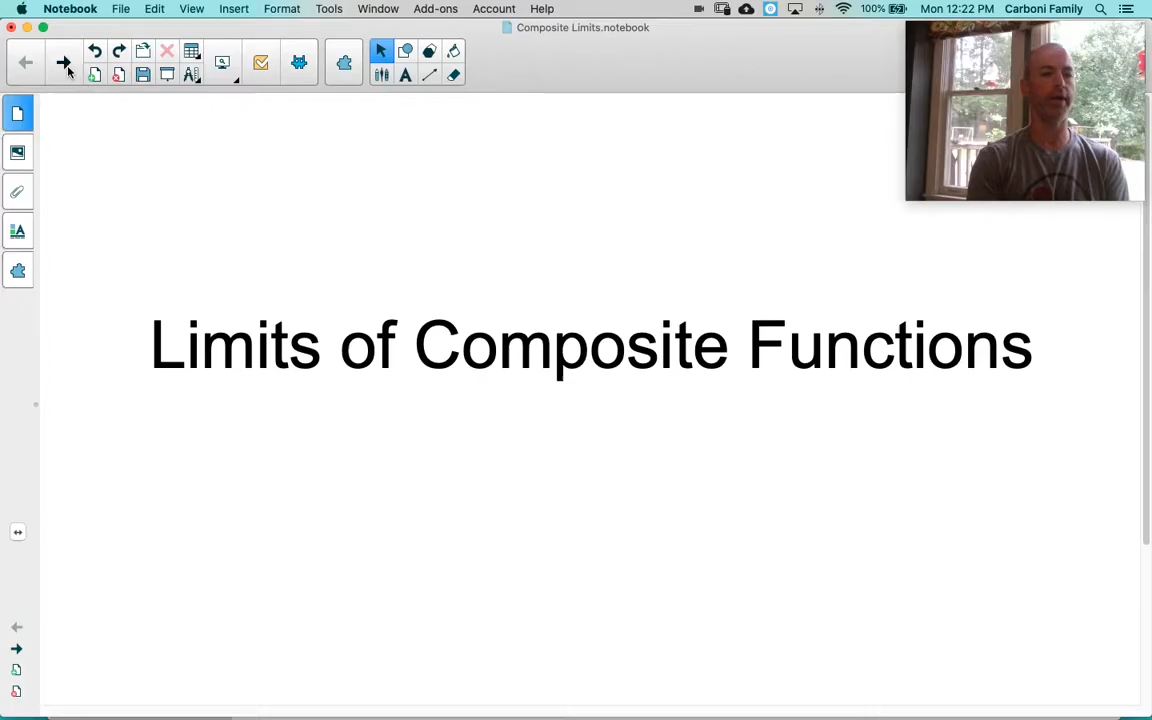 Notebook File Edit View Insert Format Tools Window Add-ons Account Help 100% Mon 12:22 PM Carboni Family
Composite Limits.notebook
Limits of Composite Functions